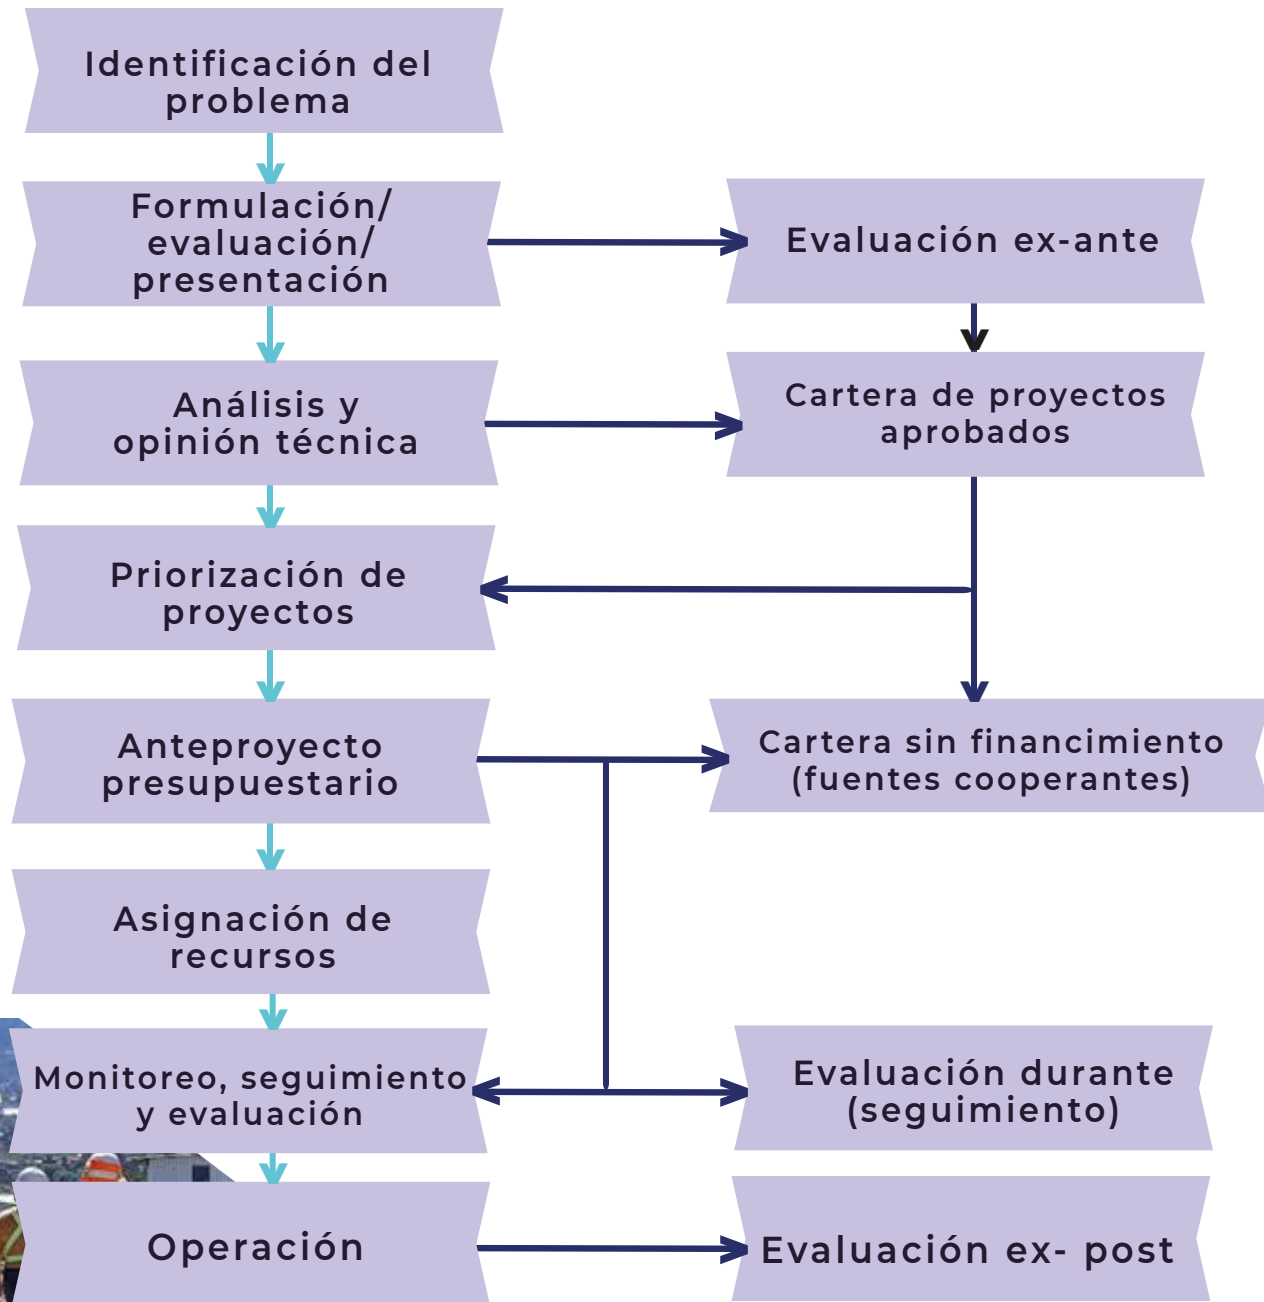 Identificación del
problema
Formulación/
evaluación/
presentación
Evaluación ex-ante
Análisis y
opinión técnica
Cartera de proyectos
aprobados
Priorización de
proyectos
Anteproyecto
presupuestario
Cartera sin financimiento
(fuentes cooperantes)
Asignación de
recursos
Monitoreo, seguimiento
y evaluación
Evaluación durante
(seguimiento)
Operación
Evaluación ex- post